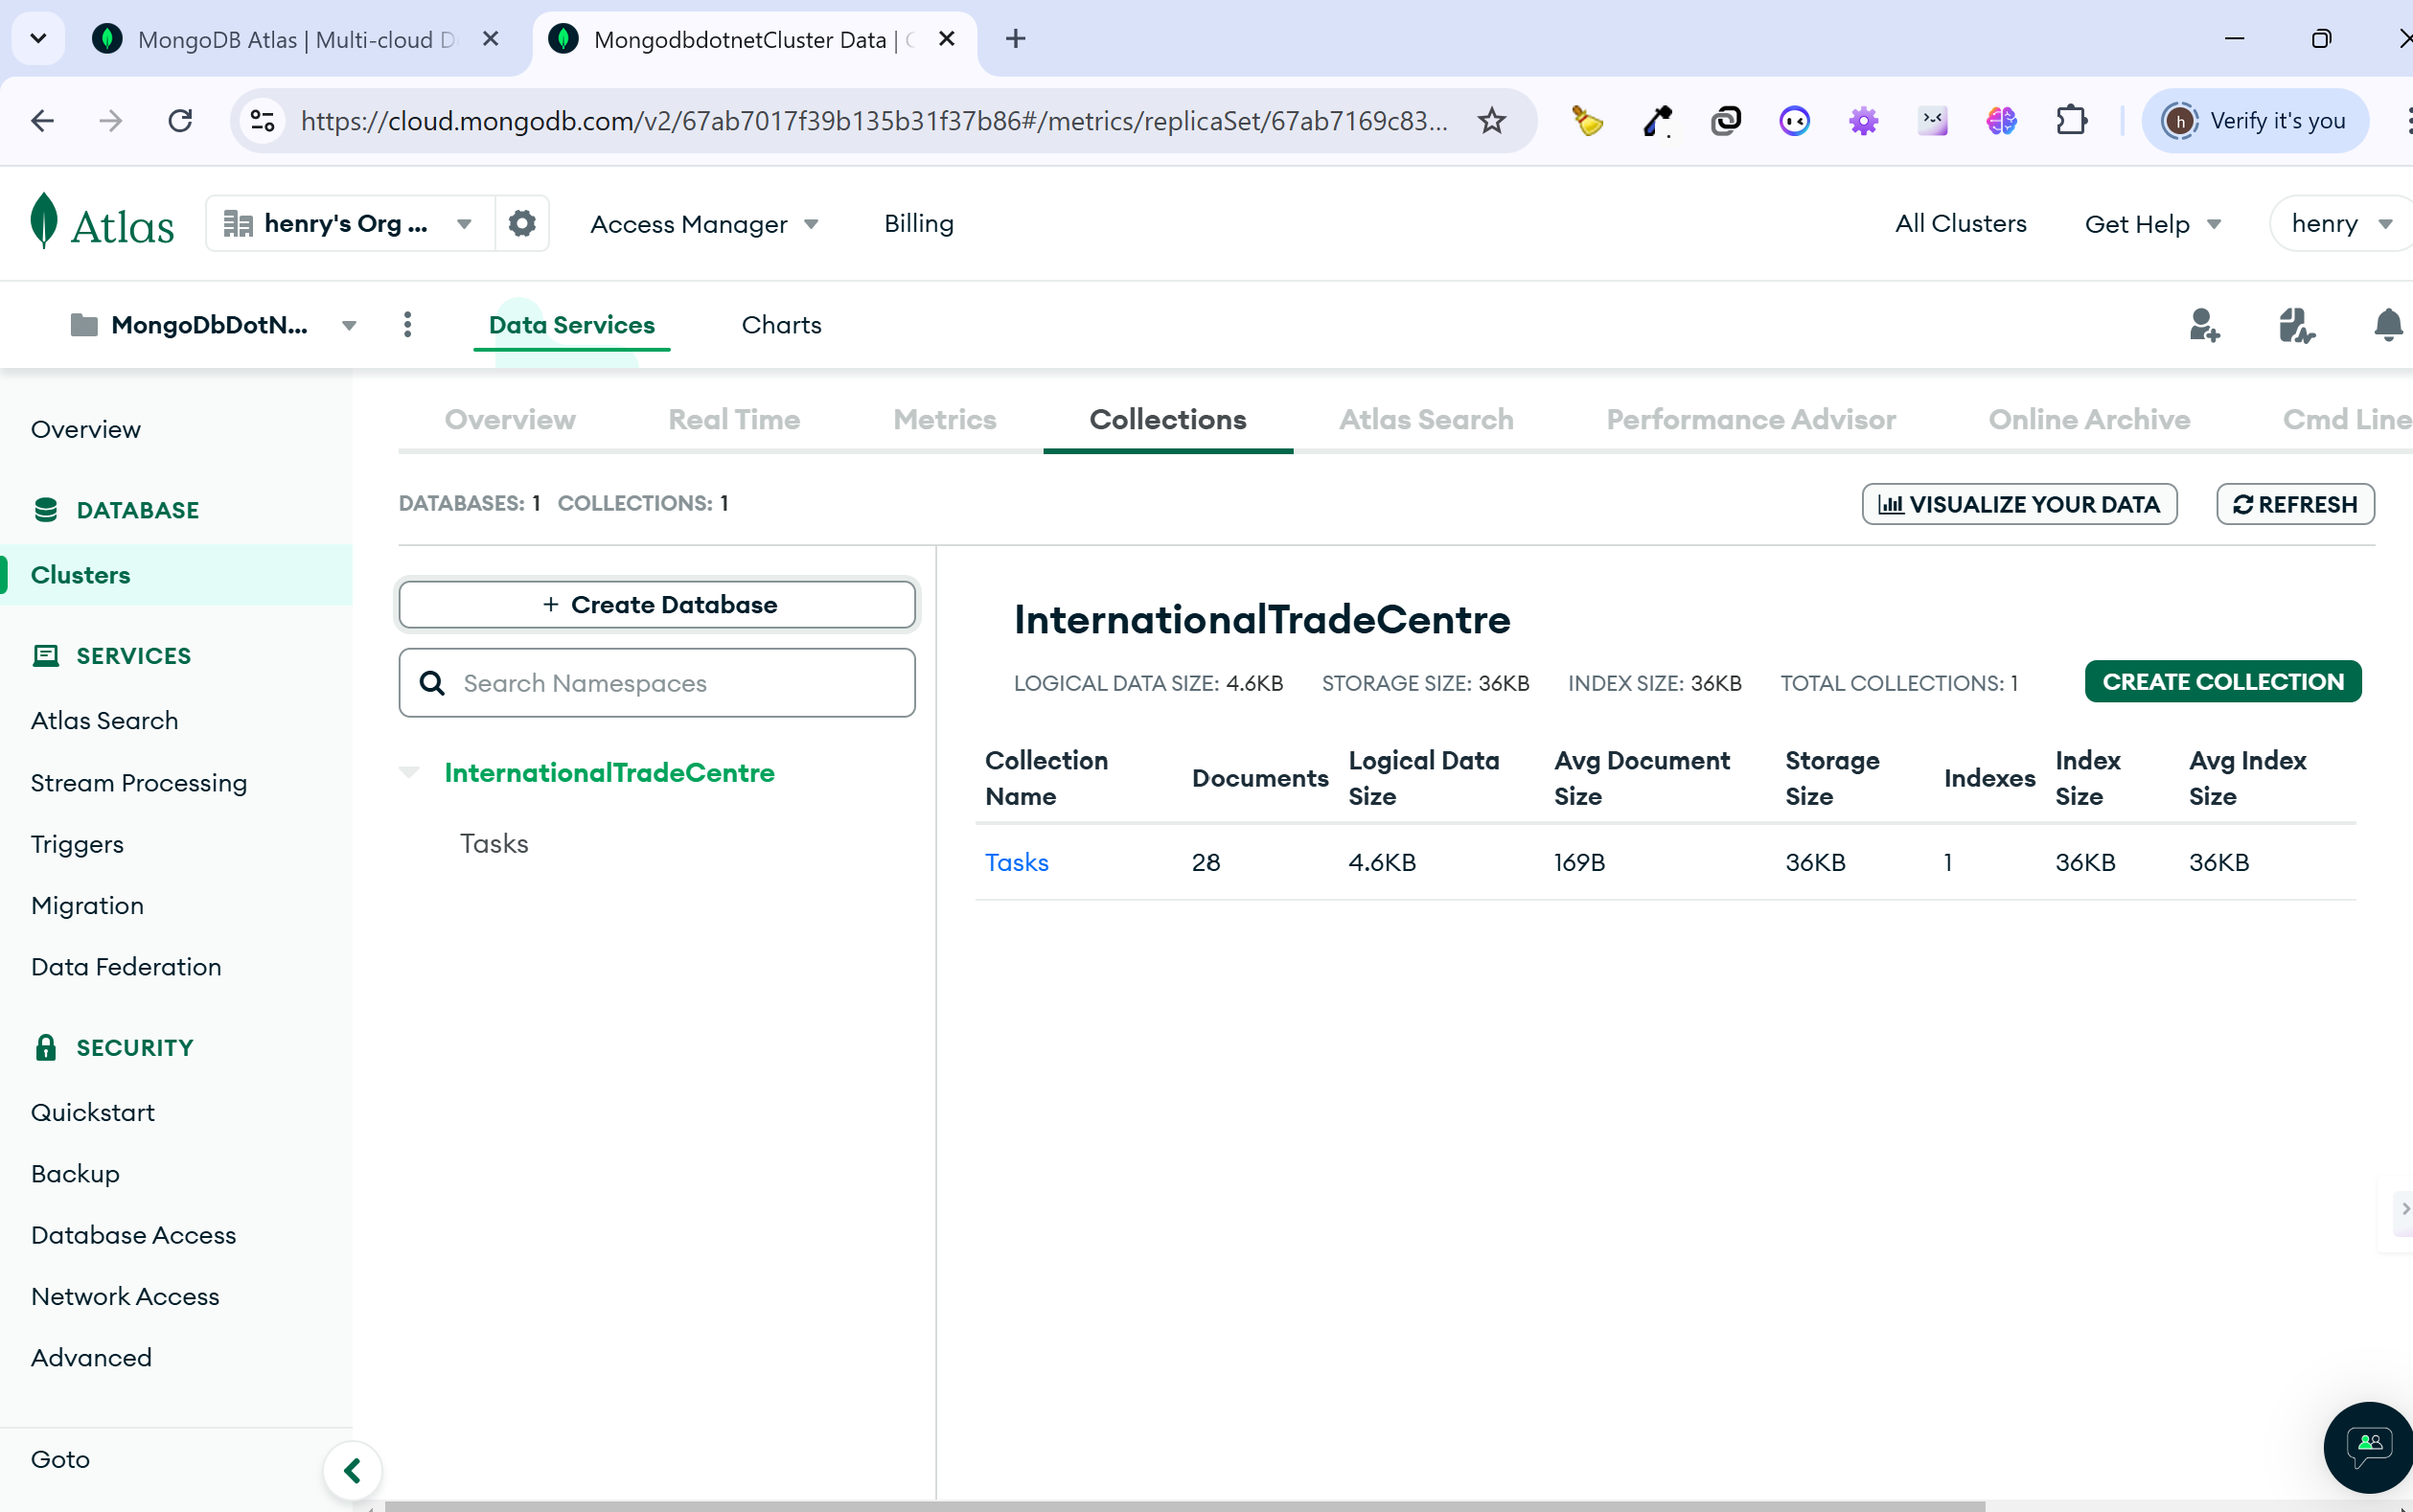 MongoDB Atlas | Multi-cloud D
MongodbdotnetCluster Data |
https://cloud.mongodb.com/v2/67ab7017f39b135b31f37b86#/metrics/replicaSet/67ab7169c83...
h Verify it's you
Atlas henry's Org ... Access Manager Billing All Clusters Get Help henry
MongoDbDotN... Data Services Charts
Overview
DATABASE
Clusters
SERVICES
Atlas Search
Stream Processing
Triggers
Migration
Data Federation
SECURITY
Quickstart
Backup
Database Access
Network Access
Advanced
Goto
Overview Real Time Metrics Collections Atlas Search Performance Advisor Online Archive Cmd Line
DATABASES: 1 COLLECTIONS: 1 VISUALIZE YOUR DATA REFRESH
+ Create Database
Search Namespaces
InternationalTradeCentre
Tasks
InternationalTradeCentre
LOGICAL DATA SIZE: 4.6KB STORAGE SIZE: 36KB INDEX SIZE: 36KB TOTAL COLLECTIONS: 1 CREATE COLLECTION
Collection Name Documents Logical Data Size Avg Document Size Storage Size Indexes Index Size Avg Index Size
Tasks 28 4.6KB 169B 36KB 1 36KB 36KB